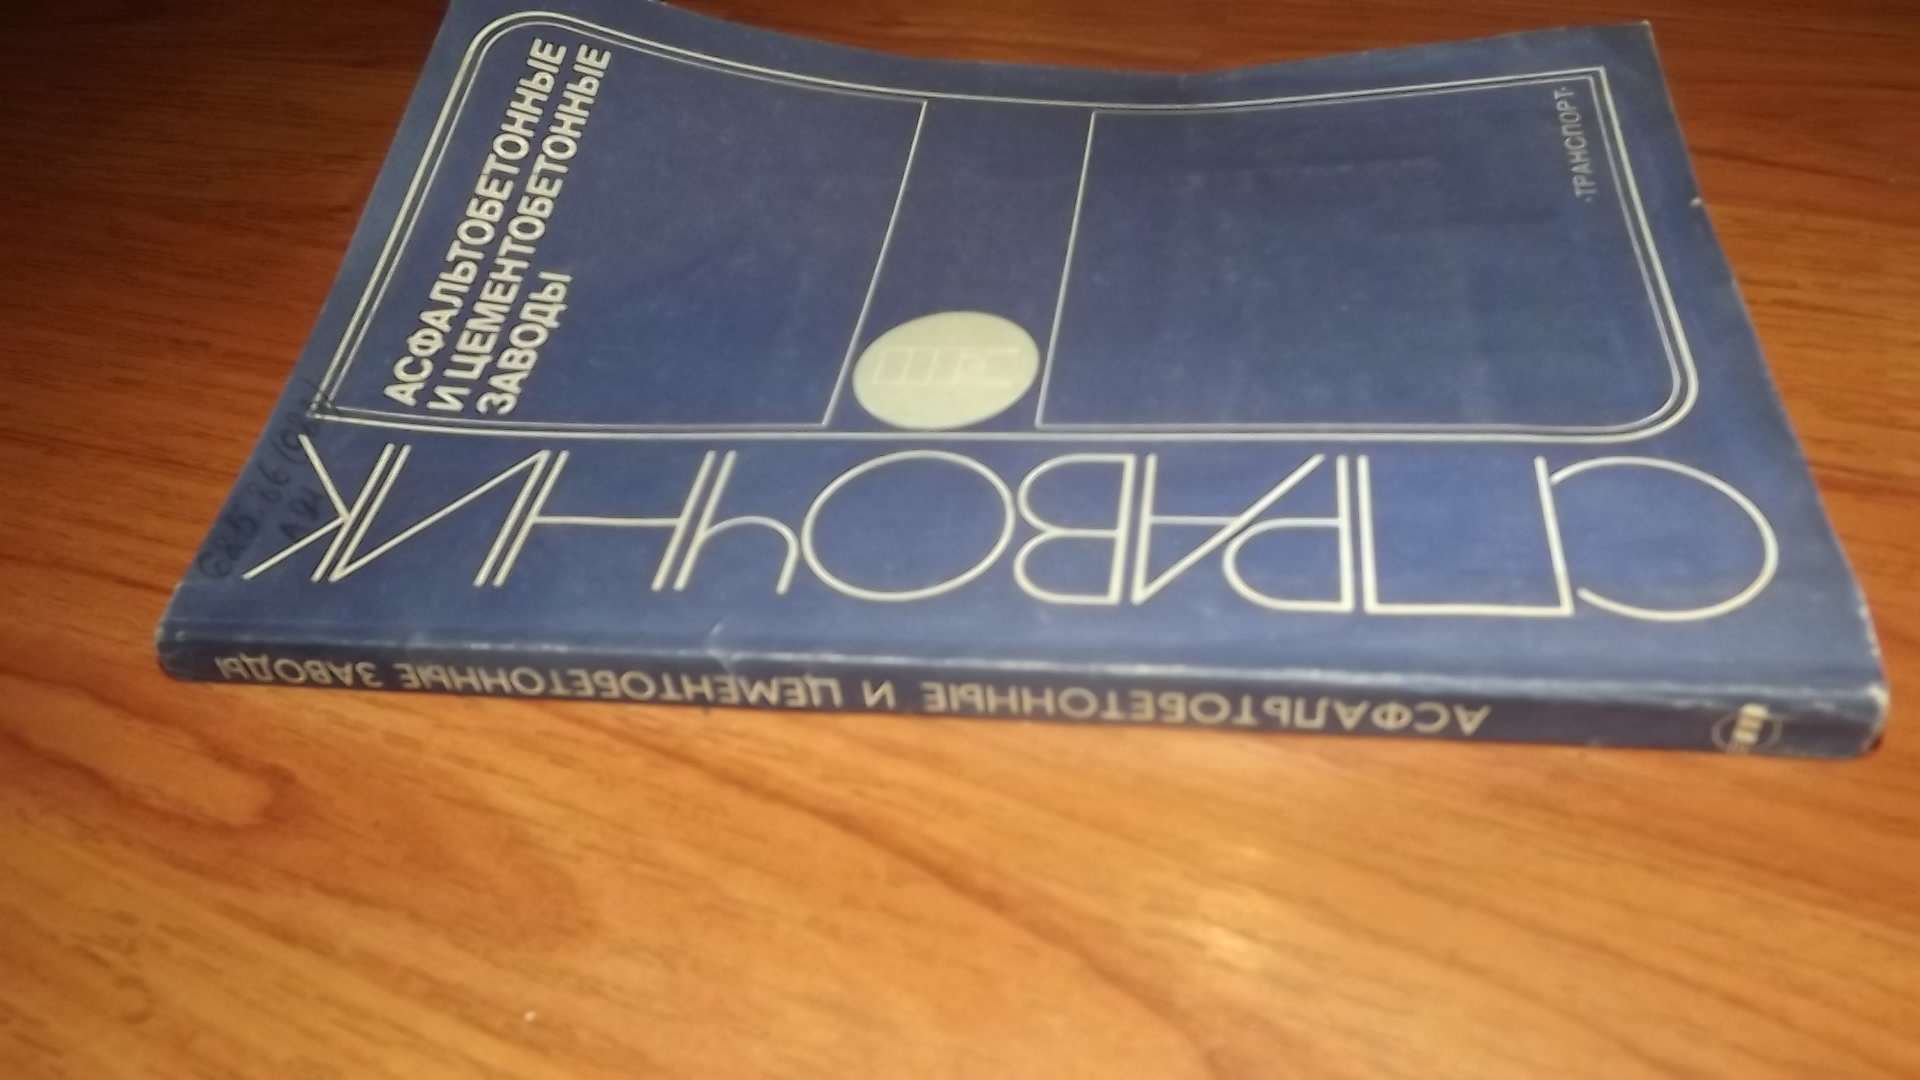 СПРАВОЧНИК
АСФАЛЬТОБЕТОННЫЕ
И ЦЕМЕНТОБЕТОННЫЕ
ЗАВОДЫ
·ТРАНСПОРТ·
АСФАЛЬТОБЕТОННЫЕ И ЦЕМЕНТОБЕТОННЫЕ ЗАВОДЫ